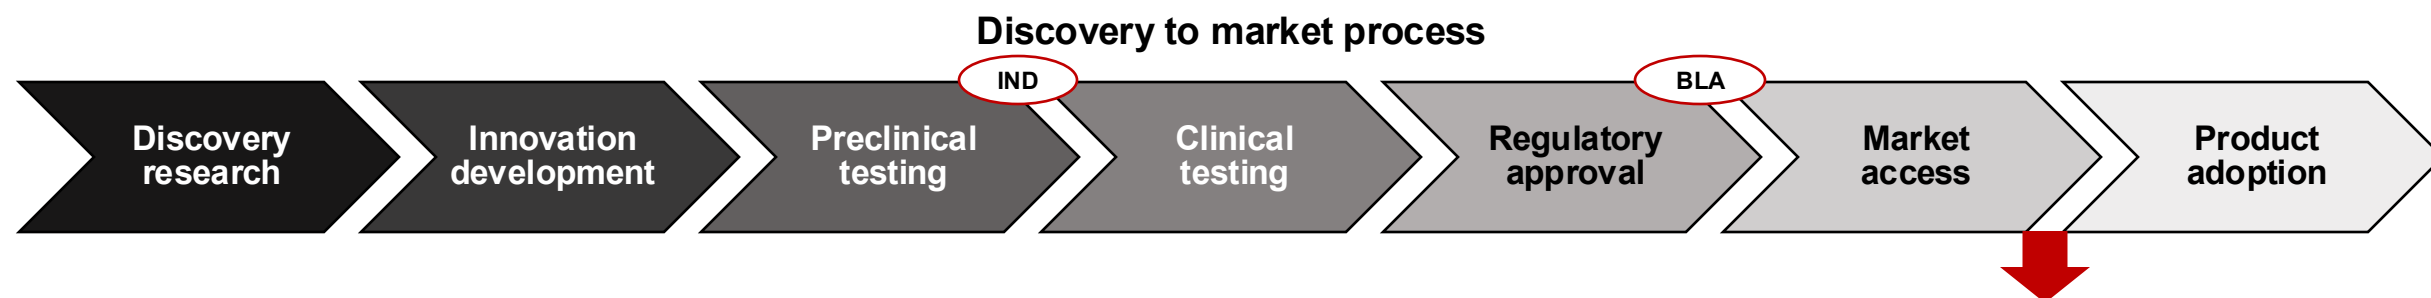 Discovery to market process
IND
BLA
Discovery
research
Innovation
development
Preclinical
testing
Clinical
testing
Regulatory
approval
Market
access
Product
adoption